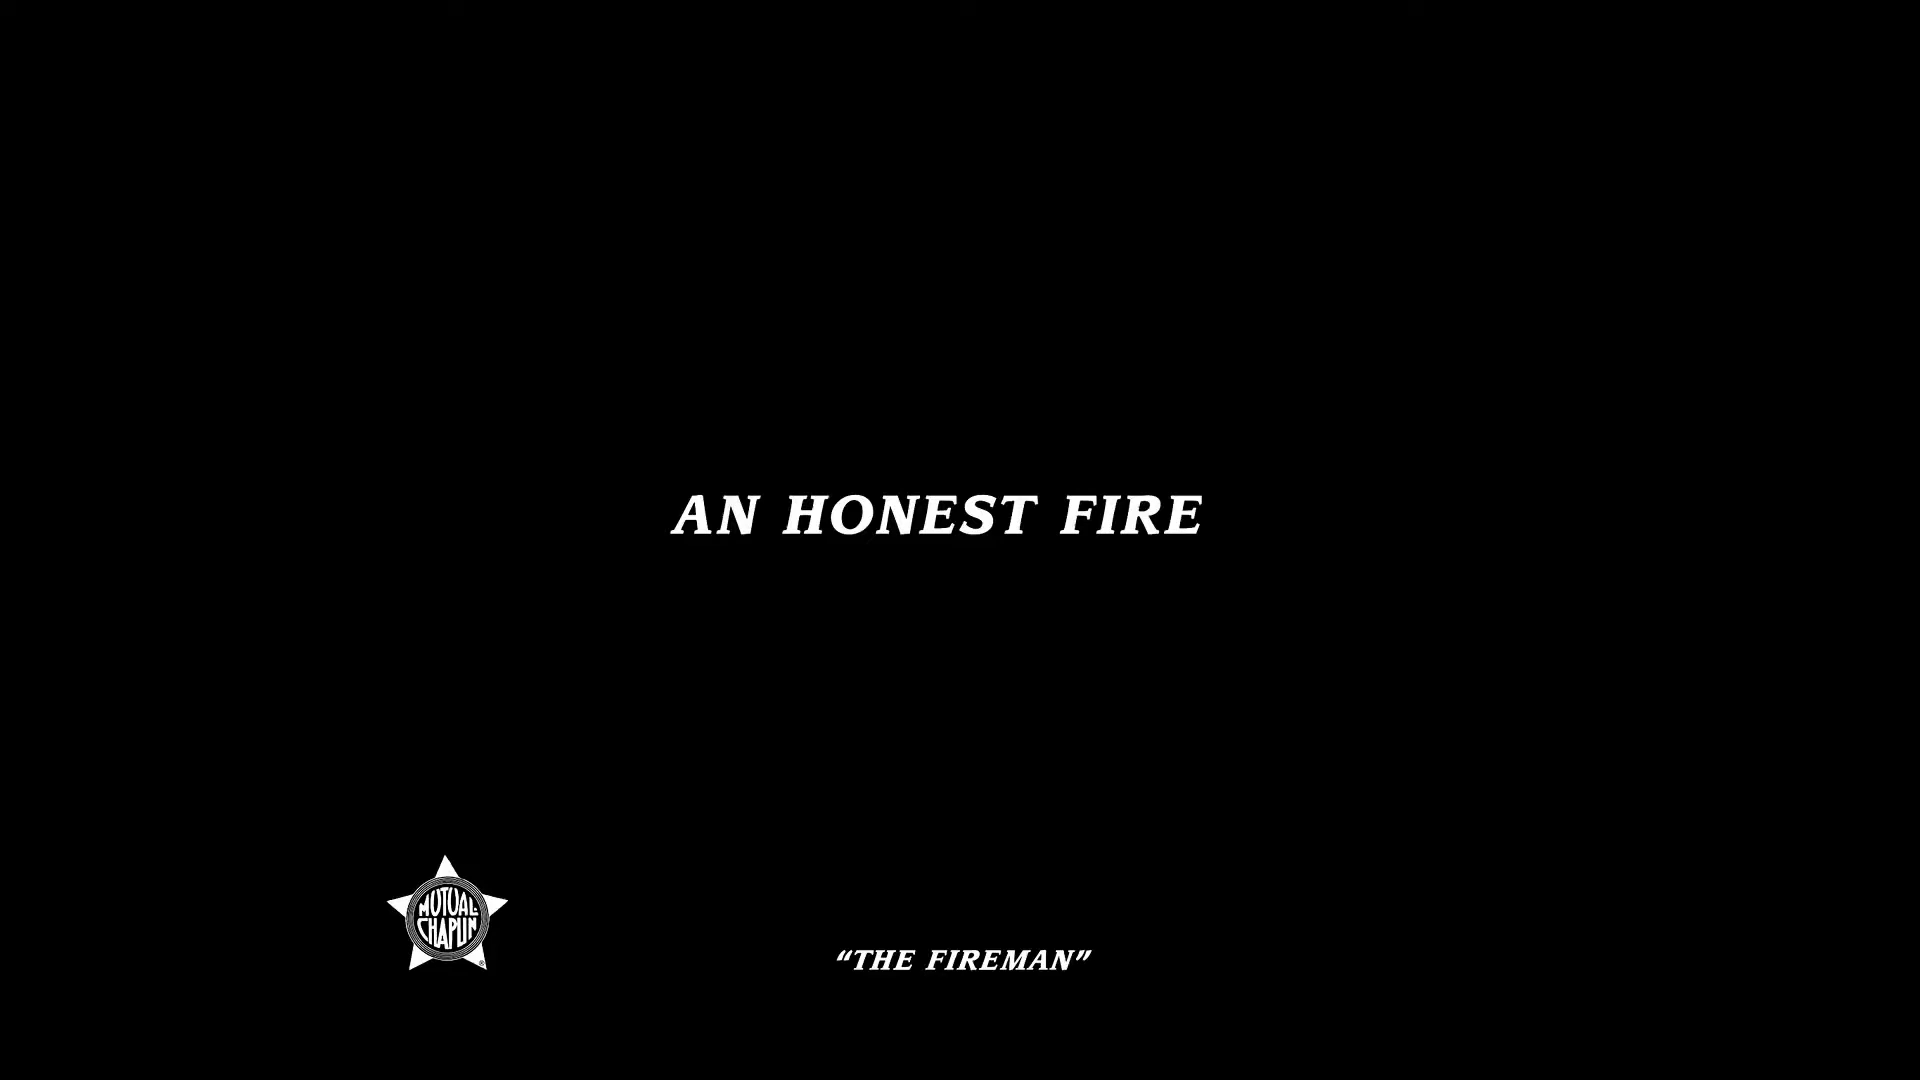 AN HONEST FIRE
MUTUAL-
CHAPLIN
“THE FIREMAN”